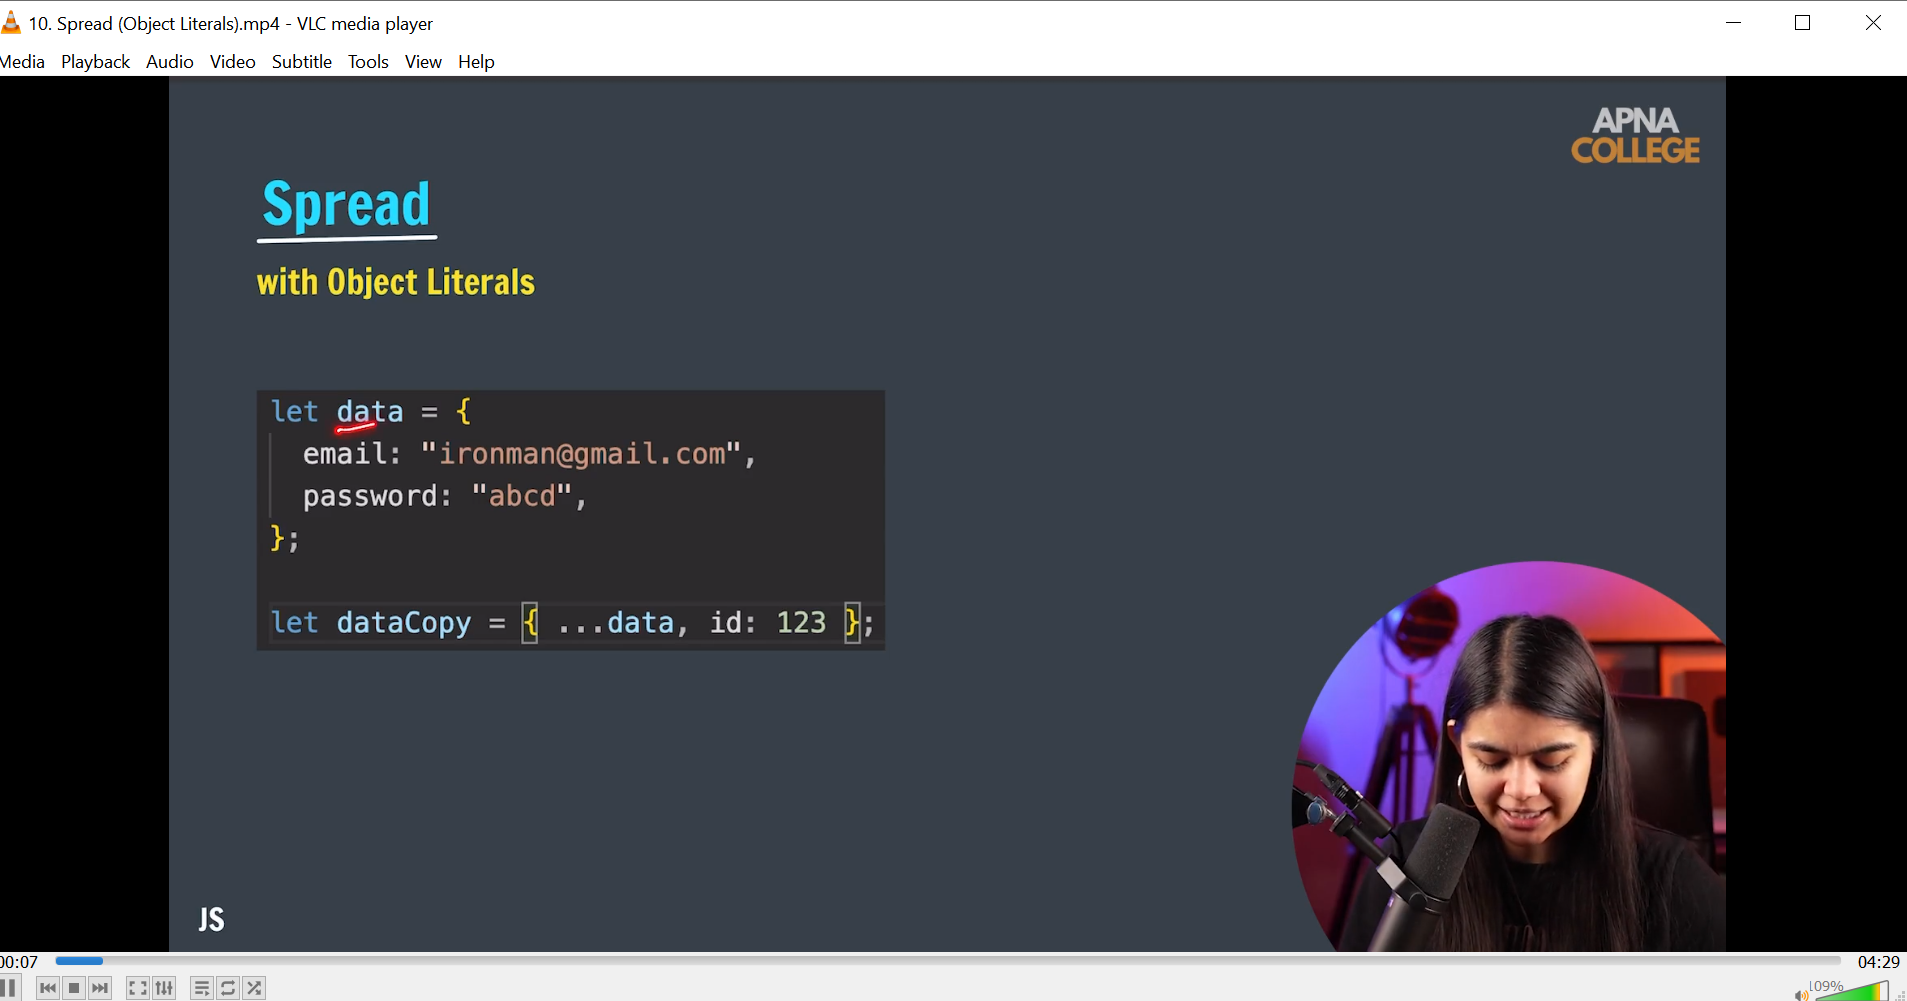 10. Spread (Object Literals).mp4 - VLC media player
Media Playback Audio Video Subtitle Tools View Help
APNA
COLLEGE
Spread
with Object Literals
let data = {
email: "ironman@gmail.com",
password: "abcd",
};
let dataCopy = { ...data, id: 123 };
JS
00:07
04:29
109%